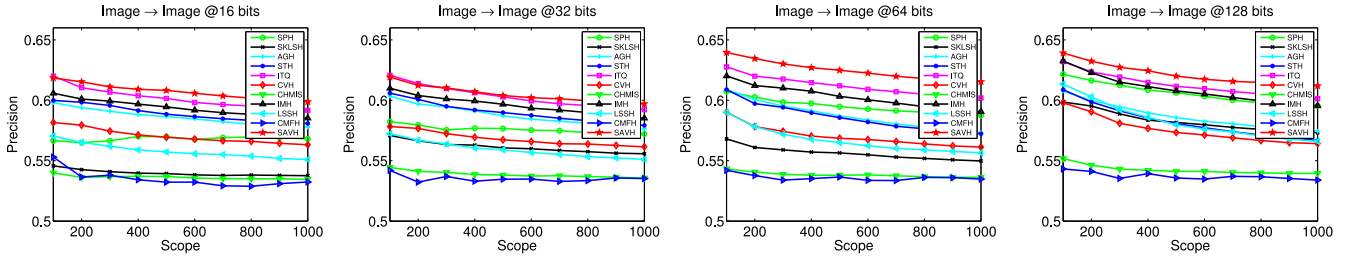 Image → Image @16 bits
0.65
0.6
0.55
0.5
Precision
200 400 600 800 1000
Scope
SPH
SKLSH
AGH
STH
ITQ
CVH
CHMIS
IMH
LSSH
CMFH
SAVH
Image → Image @32 bits
0.65
0.6
0.55
0.5
Precision
200 400 600 800 1000
Scope
SPH
SKLSH
AGH
STH
ITQ
CVH
CHMIS
IMH
LSSH
CMFH
SAVH
Image → Image @64 bits
0.65
0.6
0.55
0.5
Precision
200 400 600 800 1000
Scope
SPH
SKLSH
AGH
STH
ITQ
CVH
CHMIS
IMH
LSSH
CMFH
SAVH
Image → Image @128 bits
0.65
0.6
0.55
0.5
Precision
200 400 600 800 1000
Scope
SPH
SKLSH
AGH
STH
ITQ
CVH
CHMIS
IMH
LSSH
CMFH
SAVH